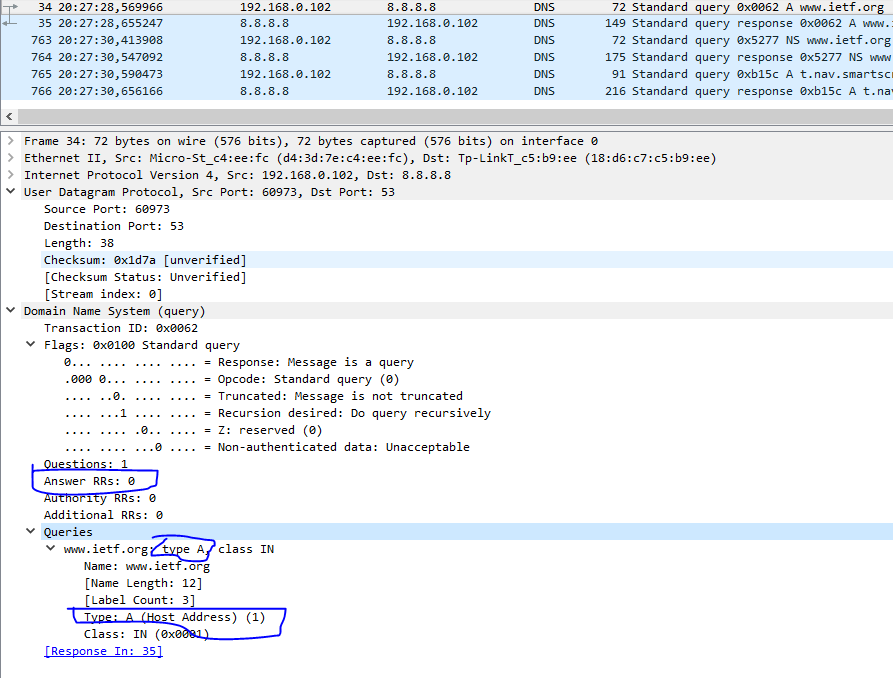 34 20:27:28,569966 192.168.0.102 8.8.8.8 DNS 72 Standard query 0x0062 A www.ietf.org
35 20:27:28,655247 8.8.8.8 192.168.0.102 DNS 149 Standard query response 0x0062 A www.i
763 20:27:30,413908 192.168.0.102 8.8.8.8 DNS 72 Standard query 0x5277 NS www.ietf.org
764 20:27:30,547092 8.8.8.8 192.168.0.102 DNS 175 Standard query response 0x5277 NS www
765 20:27:30,590473 192.168.0.102 8.8.8.8 DNS 91 Standard query 0xb15c A t.nav.smartscr
766 20:27:30,656166 8.8.8.8 192.168.0.102 DNS 216 Standard query response 0xb15c A t.nav
Frame 34: 72 bytes on wire (576 bits), 72 bytes captured (576 bits) on interface 0
Ethernet II, Src: Micro-St_c4:ee:fc (d4:3d:7e:c4:ee:fc), Dst: Tp-LinkT_c5:b9:ee (18:d6:c7:c5:b9:ee)
Internet Protocol Version 4, Src: 192.168.0.102, Dst: 8.8.8.8
User Datagram Protocol, Src Port: 60973, Dst Port: 53
Source Port: 60973
Destination Port: 53
Length: 38
Checksum: 0x1d7a [unverified]
[Checksum Status: Unverified]
[Stream index: 0]
Domain Name System (query)
Transaction ID: 0x0062
Flags: 0x0100 Standard query
0... .... .... .... = Response: Message is a query
.000 0... .... .... = Opcode: Standard query (0)
.... ..0. .... .... = Truncated: Message is not truncated
.... ...1 .... .... = Recursion desired: Do query recursively
.... .... .0.. .... = Z: reserved (0)
.... .... ...0 .... = Non-authenticated data: Unacceptable
Questions: 1
Answer RRs: 0
Authority RRs: 0
Additional RRs: 0
Queries
www.ietf.org: type A, class IN
Name: www.ietf.org
[Name Length: 12]
[Label Count: 3]
Type: A (Host Address) (1)
Class: IN (0x0001)
[Response In: 35]